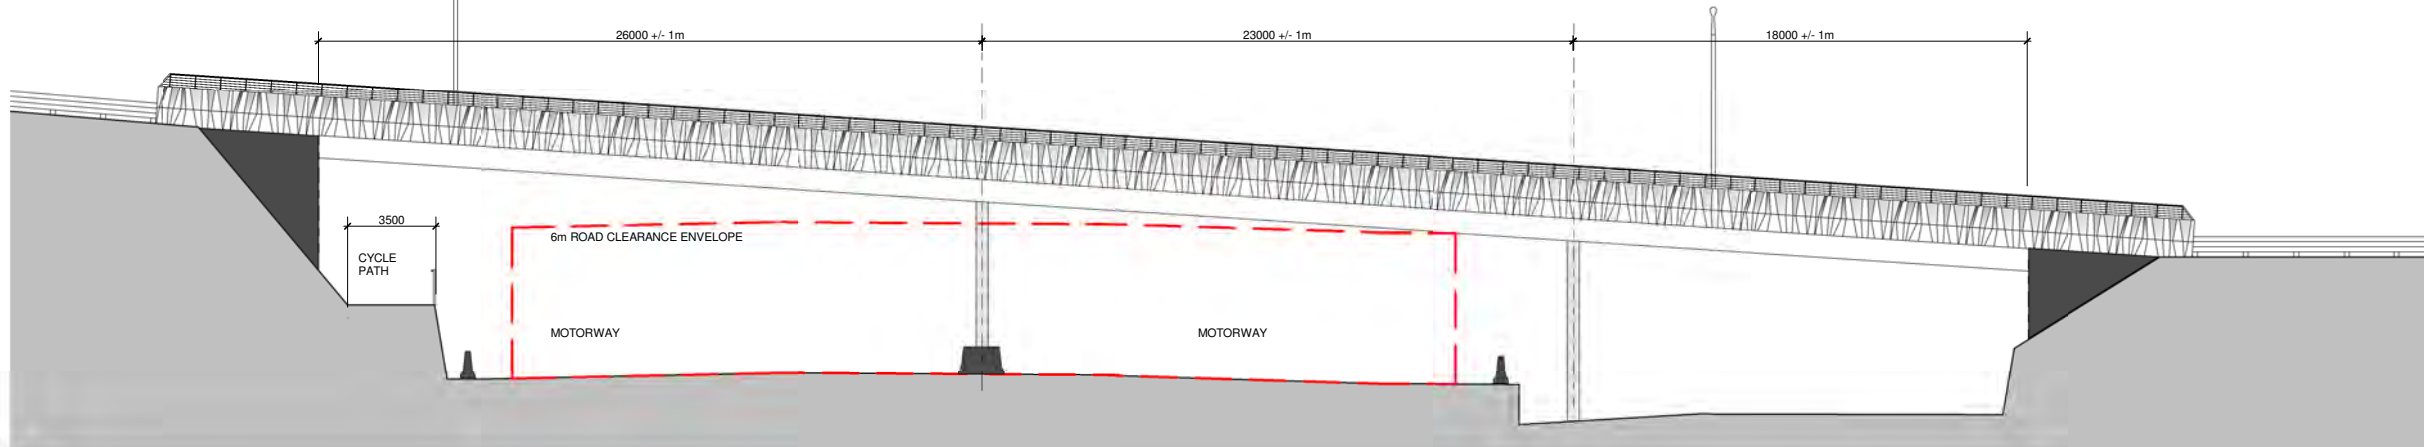 26000 +/- 1m
23000 +/- 1m
18000 +/- 1m
3500
6m ROAD CLEARANCE ENVELOPE
CYCLE
PATH
MOTORWAY
MOTORWAY